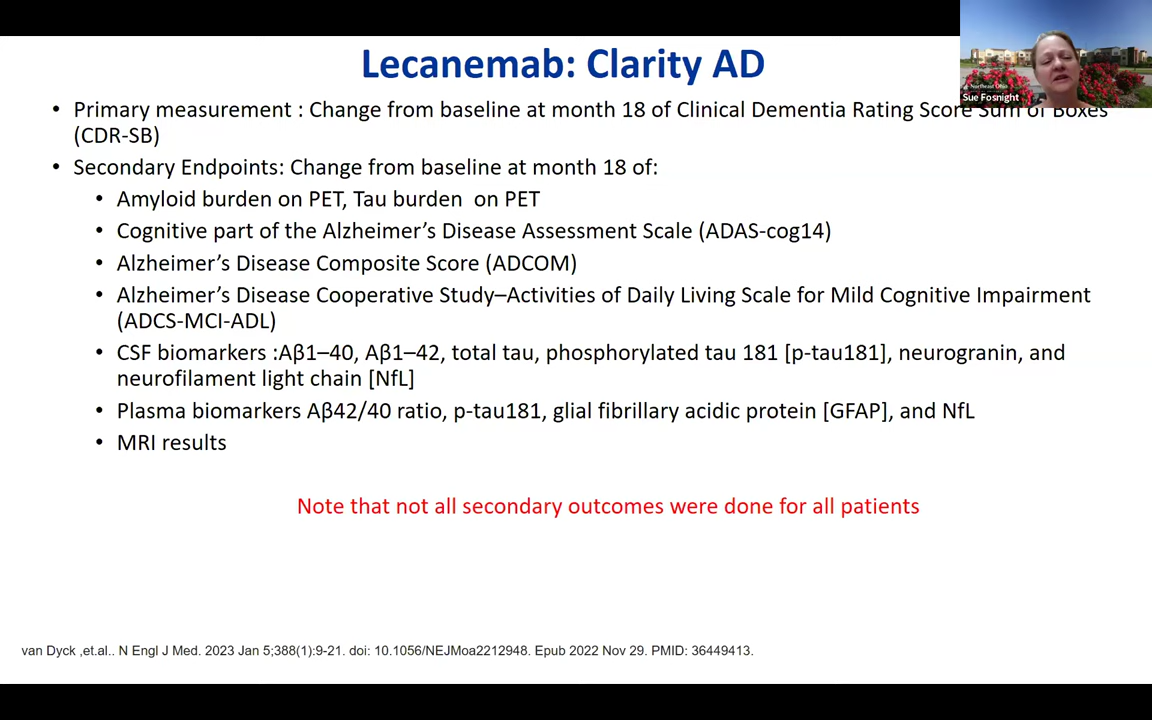 Lecanemab: Clarity AD
Northeast Ohio
Sue Fosnight
• Primary measurement : Change from baseline at month 18 of Clinical Dementia Rating Score Sum of Boxes
(CDR-SB)
• Secondary Endpoints: Change from baseline at month 18 of:
• Amyloid burden on PET, Tau burden on PET
• Cognitive part of the Alzheimer’s Disease Assessment Scale (ADAS-cog14)
• Alzheimer’s Disease Composite Score (ADCOM)
• Alzheimer’s Disease Cooperative Study–Activities of Daily Living Scale for Mild Cognitive Impairment
(ADCS-MCI-ADL)
• CSF biomarkers :Aβ1–40, Aβ1–42, total tau, phosphorylated tau 181 [p-tau181], neurogranin, and
neurofilament light chain [NfL]
• Plasma biomarkers Aβ42/40 ratio, p-tau181, glial fibrillary acidic protein [GFAP], and NfL
• MRI results
Note that not all secondary outcomes were done for all patients
van Dyck ,et.al.. N Engl J Med. 2023 Jan 5;388(1):9-21. doi: 10.1056/NEJMoa2212948. Epub 2022 Nov 29. PMID: 36449413.